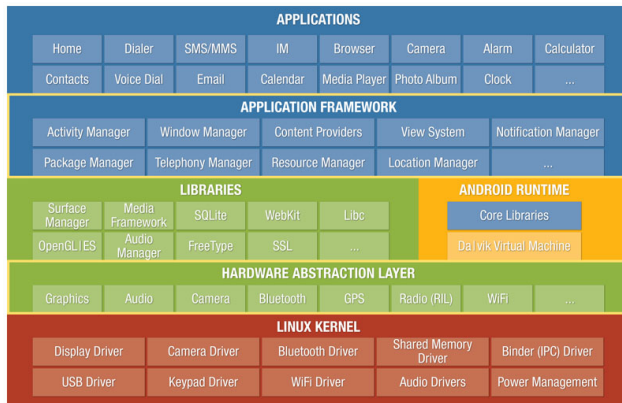 APPLICATIONS
Home Dialer SMS/MMS IM Browser Camera Alarm Calculator
Contacts Voice Dial Email Calendar Media Player Photo Album Clock ...
APPLICATION FRAMEWORK
Activity Manager Window Manager Content Providers View System Notification Manager
Package Manager Telephony Manager Resource Manager Location Manager ...
LIBRARIES
Surface Manager Media Framework SQLite WebKit Libc
OpenGL|ES Audio Manager FreeType SSL ...
ANDROID RUNTIME
Core Libraries
Dalvik Virtual Machine
HARDWARE ABSTRACTION LAYER
Graphics Audio Camera Bluetooth GPS Radio (RIL) WiFi ...
LINUX KERNEL
Display Driver Camera Driver Bluetooth Driver Shared Memory Driver Binder (IPC) Driver
USB Driver Keypad Driver WiFi Driver Audio Drivers Power Management